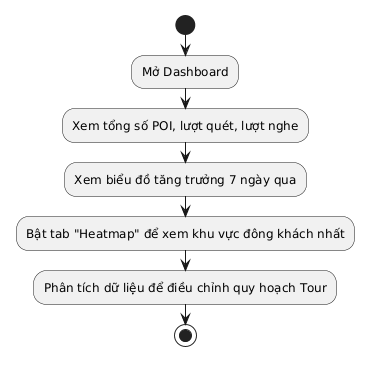 Mở Dashboard
Xem tổng số POI, lượt quét, lượt nghe
Xem biểu đồ tăng trưởng 7 ngày qua
Bật tab "Heatmap" để xem khu vực đông khách nhất
Phân tích dữ liệu để điều chỉnh quy hoạch Tour